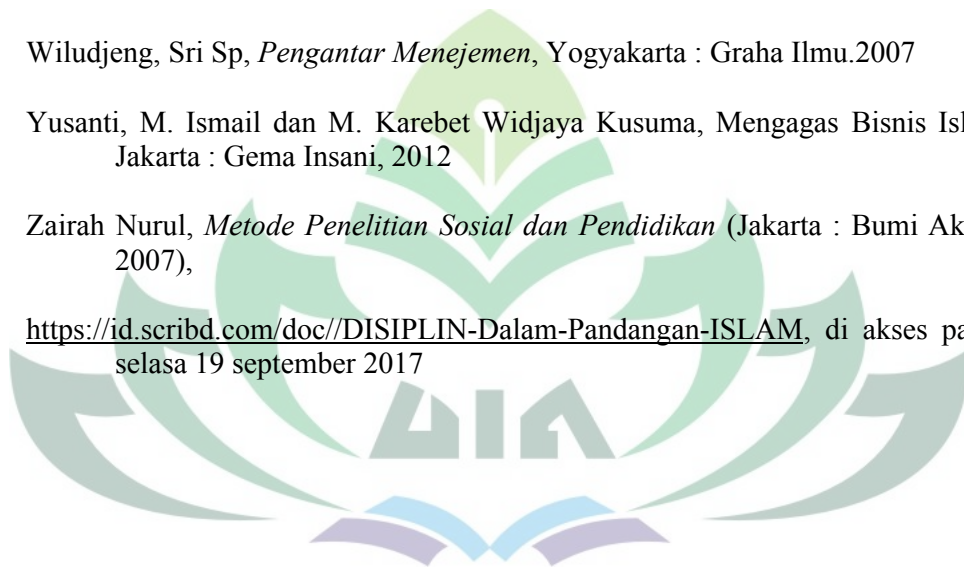 Wiludjeng, Sri Sp, Pengantar Menejemen, Yogyakarta : Graha Ilmu.2007
Yusanti, M. Ismail dan M. Karebet Widjaya Kusuma, Mengagas Bisnis Isl
Jakarta : Gema Insani, 2012
Zairah Nurul, Metode Penelitian Sosial dan Pendidikan (Jakarta : Bumi Ak
2007),
https://id.scribd.com/doc//DISIPLIN-Dalam-Pandangan-ISLAM, di akses pa
selasa 19 september 2017
UIN